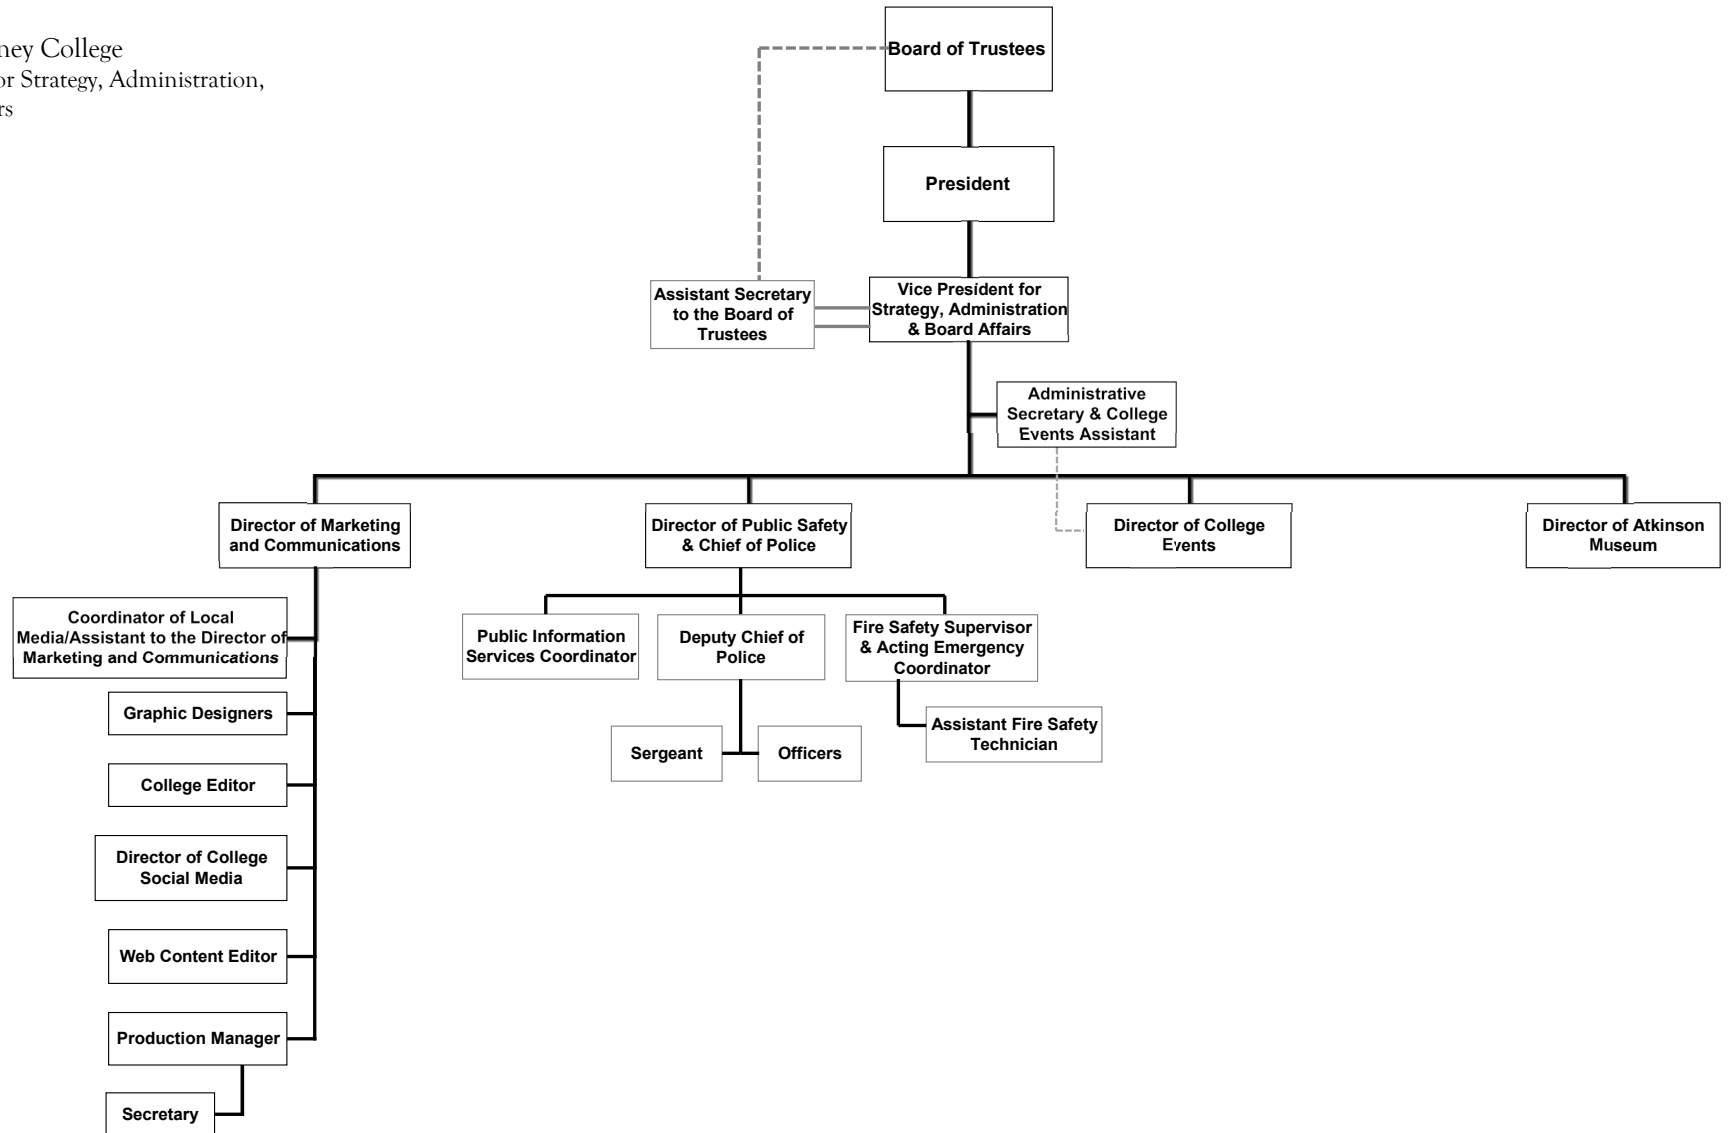 ney College
or Strategy, Administration,
rs
Board of Trustees
President
Assistant Secretary
to the Board of
Trustees
Vice President for
Strategy, Administration
& Board Affairs
Administrative
Secretary & College
Events Assistant
Director of Marketing
and Communications
Director of Public Safety
& Chief of Police
Director of College
Events
Director of Atkinson
Museum
Coordinator of Local
Media/Assistant to the Director of
Marketing and Communications
Public Information
Services Coordinator
Deputy Chief of
Police
Fire Safety Supervisor
& Acting Emergency
Coordinator
Graphic Designers
Assistant Fire Safety
Technician
Sergeant
Officers
College Editor
Director of College
Social Media
Web Content Editor
Production Manager
Secretary